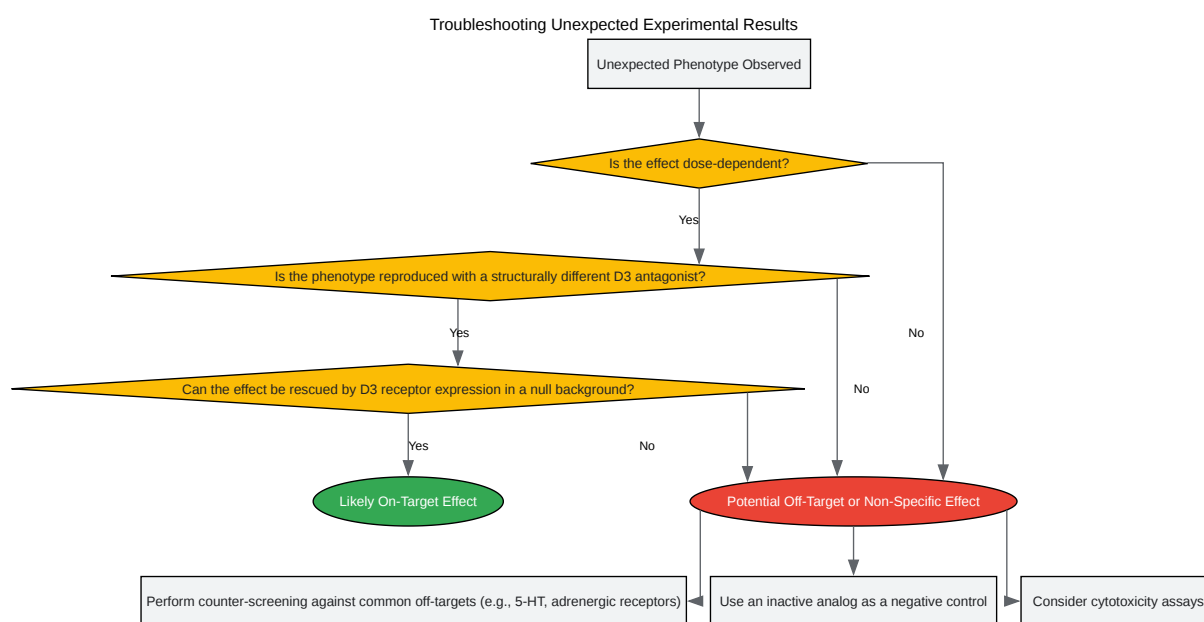 Troubleshooting Unexpected Experimental Results
Unexpected Phenotype Observed
Is the effect dose-dependent?
Yes
Is the phenotype reproduced with a structurally different D3 antagonist?
Yes
No
Can the effect be rescued by D3 receptor expression in a null background?
No
Yes
No
Likely On-Target Effect
Potential Off-Target or Non-Specific Effect
Perform counter-screening against common off-targets (e.g., 5-HT, adrenergic receptors)
Use an inactive analog as a negative control
Consider cytotoxicity assays